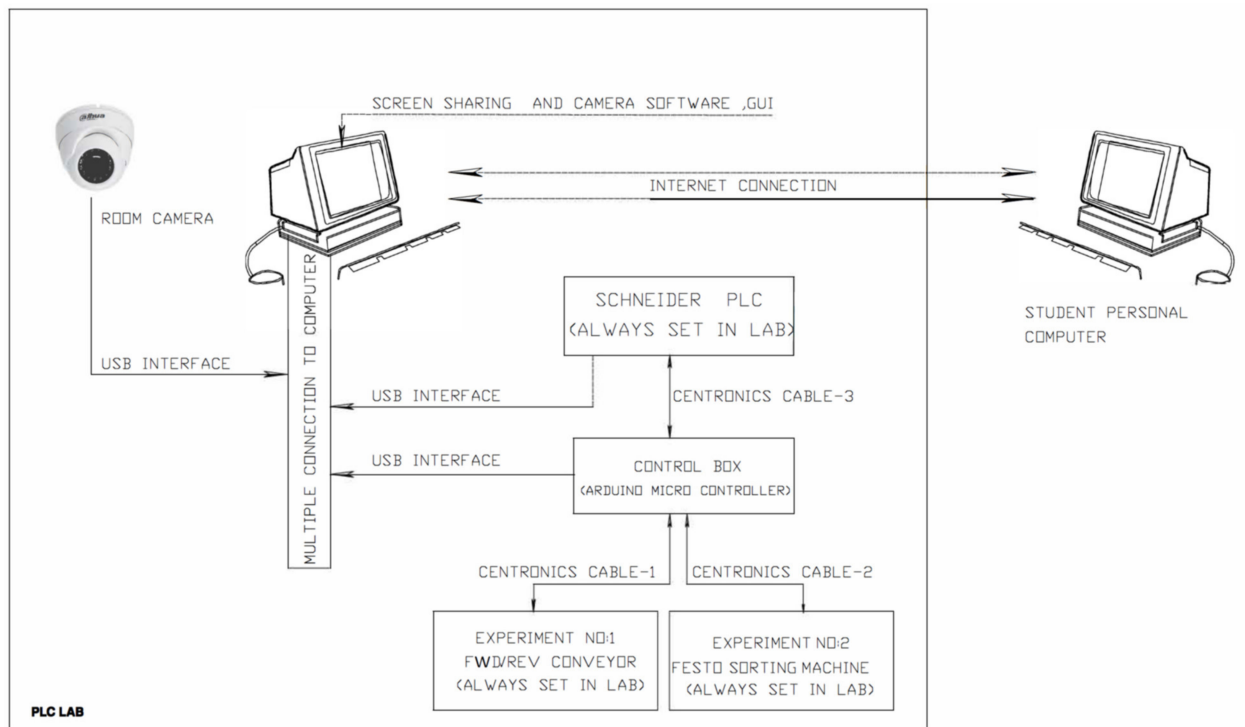 SCREEN SHARING AND CAMERA SOFTWARE ,GUI
alhua
ROOM CAMERA
INTERNET CONNECTION
STUDENT PERSONAL
COMPUTER
MULTIPLE CONNECTION TO COMPUTER
USB INTERFACE
SCHNEIDER PLC
(ALWAYS SET IN LAB)
USB INTERFACE
CENTRONICS CABLE-3
USB INTERFACE
CONTROL BOX
(ARDUINO MICRO CONTROLLER)
CENTRONICS CABLE-1
CENTRONICS CABLE-2
EXPERIMENT NO:1
FWD/REV CONVEYOR
(ALWAYS SET IN LAB)
EXPERIMENT NO:2
FESTO SORTING MACHINE
(ALWAYS SET IN LAB)
PLC LAB